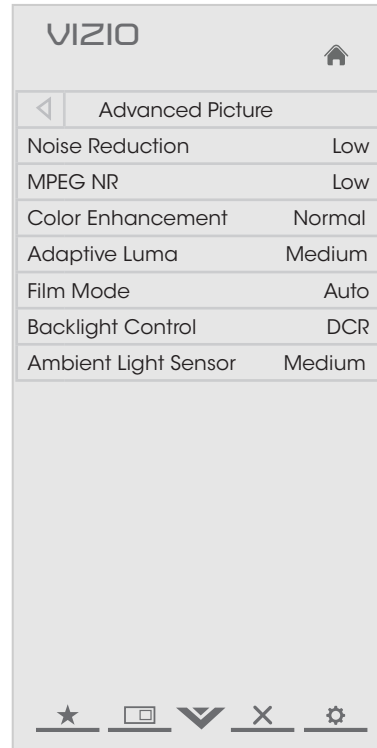 VIZIO
Advanced Picture
Noise Reduction Low
MPEG NR Low
Color Enhancement Normal
Adaptive Luma Medium
Film Mode Auto
Backlight Control DCR
Ambient Light Sensor Medium